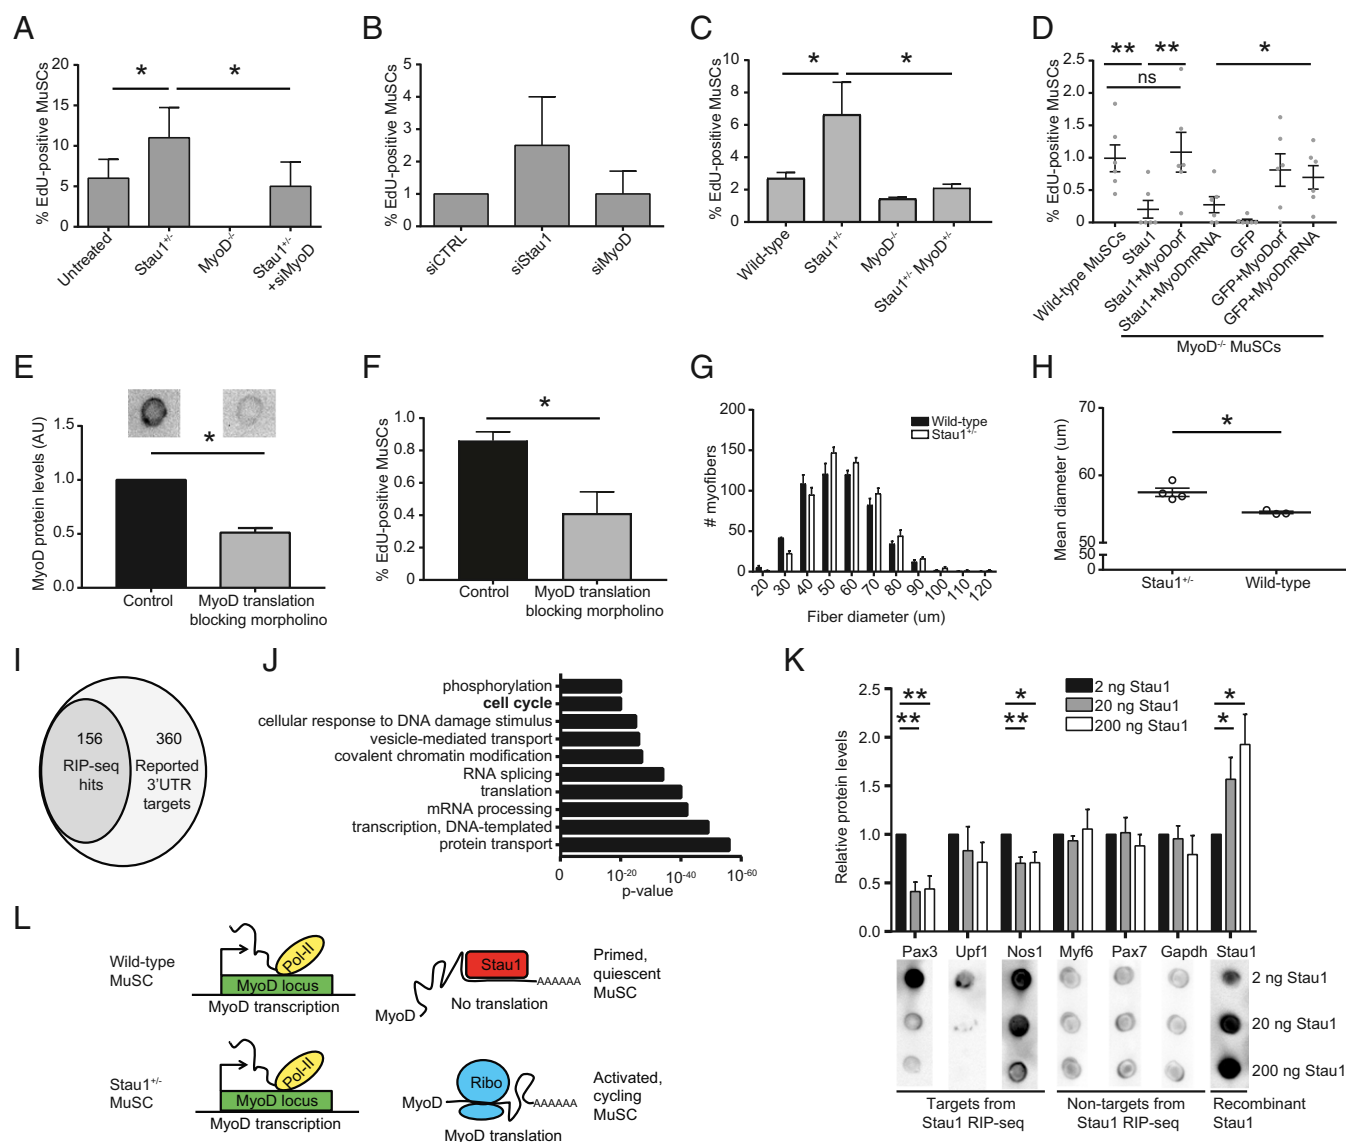 A
% EdU-positive MuSCs
20
15
10
5
0
*
*
Untreated
Stau1+/-
MyoD-/-
Stau1+/-
+siMyoD
B
% EdU-positive MuSCs
5
4
3
2
1
0
siCTRL
siStau1
siMyoD
C
% EdU-positive MuSCs
10
8
6
4
2
0
*
*
Wild-type
Stau1+/-
MyoD-/-
Stau1+/- MyoD+/-
D
% EdU-positive MuSCs
2.5
2.0
1.5
1.0
0.5
0
**
**
*
ns
Wild-type MuSCs
Stau1
Stau1+MyoDorf
Stau1+MyoDmRNA
GFP
GFP+MyoDorf
GFP+MyoDmRNA
MyoD-/- MuSCs
E
MyoD protein levels (AU)
1.5
1.0
0.5
0.0
*
Control
MyoD translation
blocking morpholino
F
% EdU-positive MuSCs
1.0
0.8
0.6
0.4
0.2
0
*
Control
MyoD translation
blocking morpholino
G
# myofibers
200
150
100
50
0
Wild-type
Stau1+/-
20
30
40
50
60
70
80
90
100
110
120
Fiber diameter (um)
H
Mean diameter (um)
70
60
50
50
0
*
Stau1+/-
Wild-type
I
156
RIP-seq
hits
360
Reported
3'UTR
targets
J
phosphorylation
cell cycle
cellular response to DNA damage stimulus
vesicle-mediated transport
covalent chromatin modification
RNA splicing
translation
mRNA processing
transcription, DNA-templated
protein transport
0
10-20
10-40
10-60
p-value
K
Relative protein levels
2.5
2.0
1.5
1.0
0.5
0.0
2 ng Stau1
20 ng Stau1
200 ng Stau1
**
**
*
**
*
*
Pax3
Upf1
Nos1
Myf6
Pax7
Gapdh
Stau1
2 ng Stau1
20 ng Stau1
200 ng Stau1
Targets from
Stau1 RIP-seq
Non-targets from
Stau1 RIP-seq
Recombinant
Stau1
L
Wild-type
MuSC
Pol-II
MyoD locus
MyoD transcription
Stau1
AAAAAA
MyoD
No translation
Primed,
quiescent
MuSC
Stau1+/-
MuSC
Pol-II
MyoD locus
MyoD transcription
Ribo
MyoD
AAAAAA
MyoD translation
Activated,
cycling
MuSC